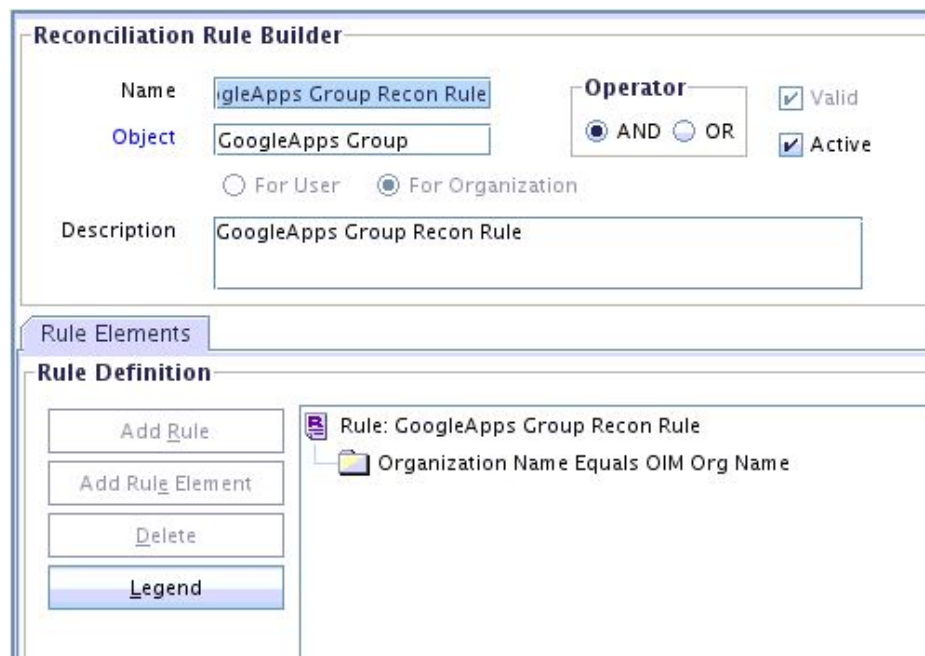 Reconciliation Rule Builder
Name gleApps Group Recon Rule Operator Valid
Object GoogleApps Group AND OR Active
For User For Organization
Description GoogleApps Group Recon Rule
Rule Elements
Rule Definition
Add Rule Rule: GoogleApps Group Recon Rule
Organization Name Equals OIM Org Name
Add Rule Element
Delete
Legend